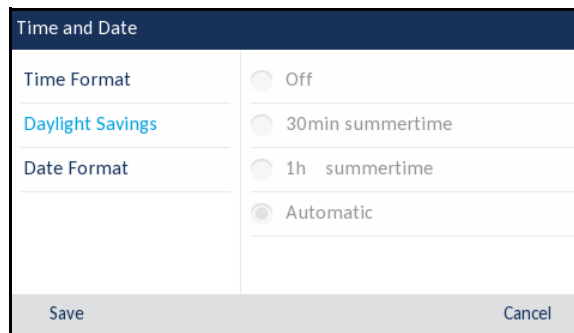 Time and Date
Time Format
Daylight Savings
Date Format
Off
30min summertime
1h summertime
Automatic
Save
Cancel